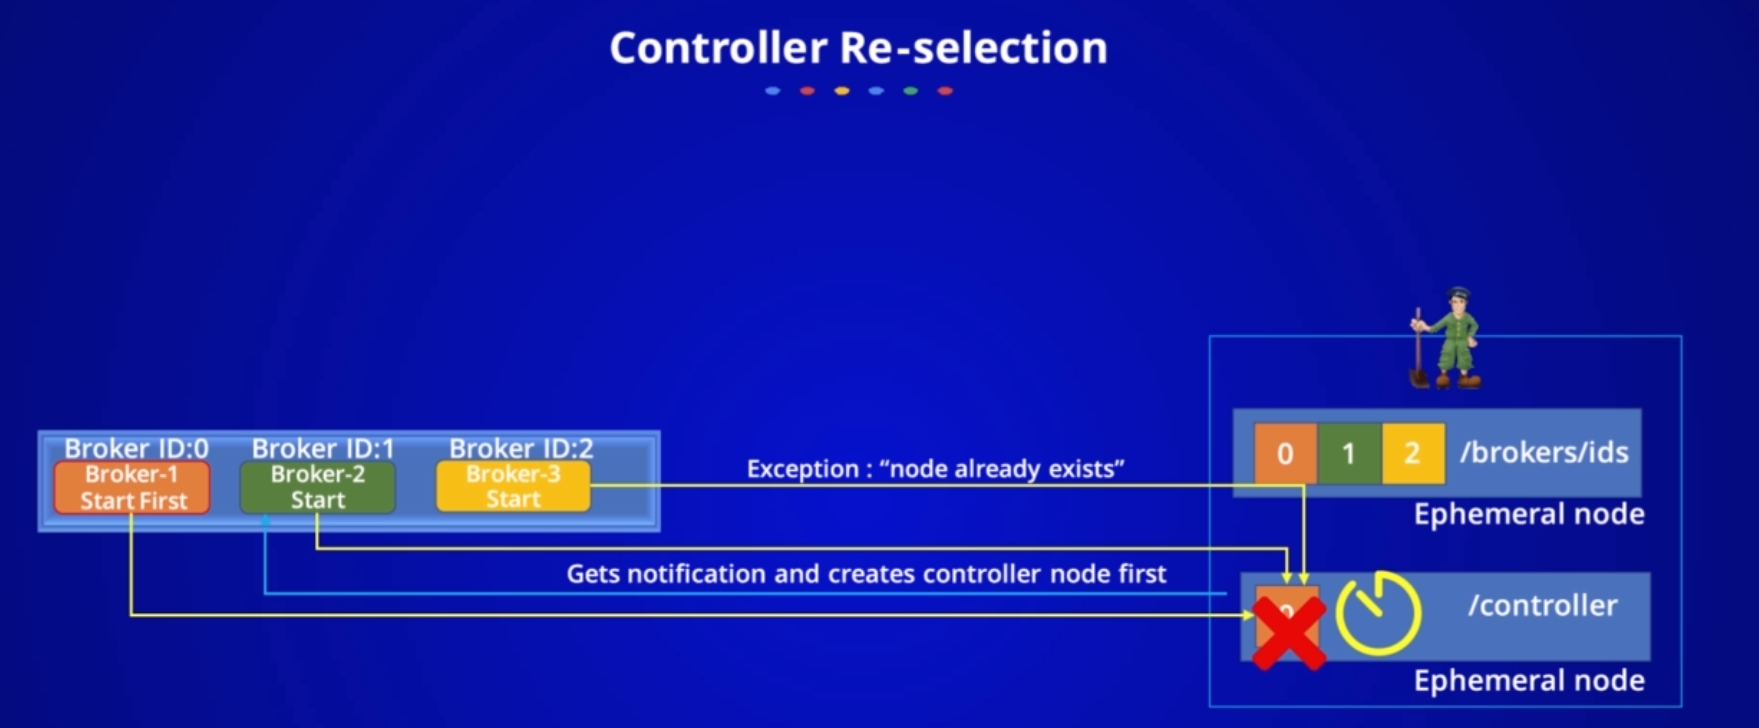 Controller Re-selection
Broker ID:0
Broker ID:1
Broker ID:2
Broker-1
Start First
Broker-2
Start
Broker-3
Start
Exception : “node already exists”
Gets notification and creates controller node first
0
1
2
/brokers/ids
Ephemeral node
/controller
Ephemeral node